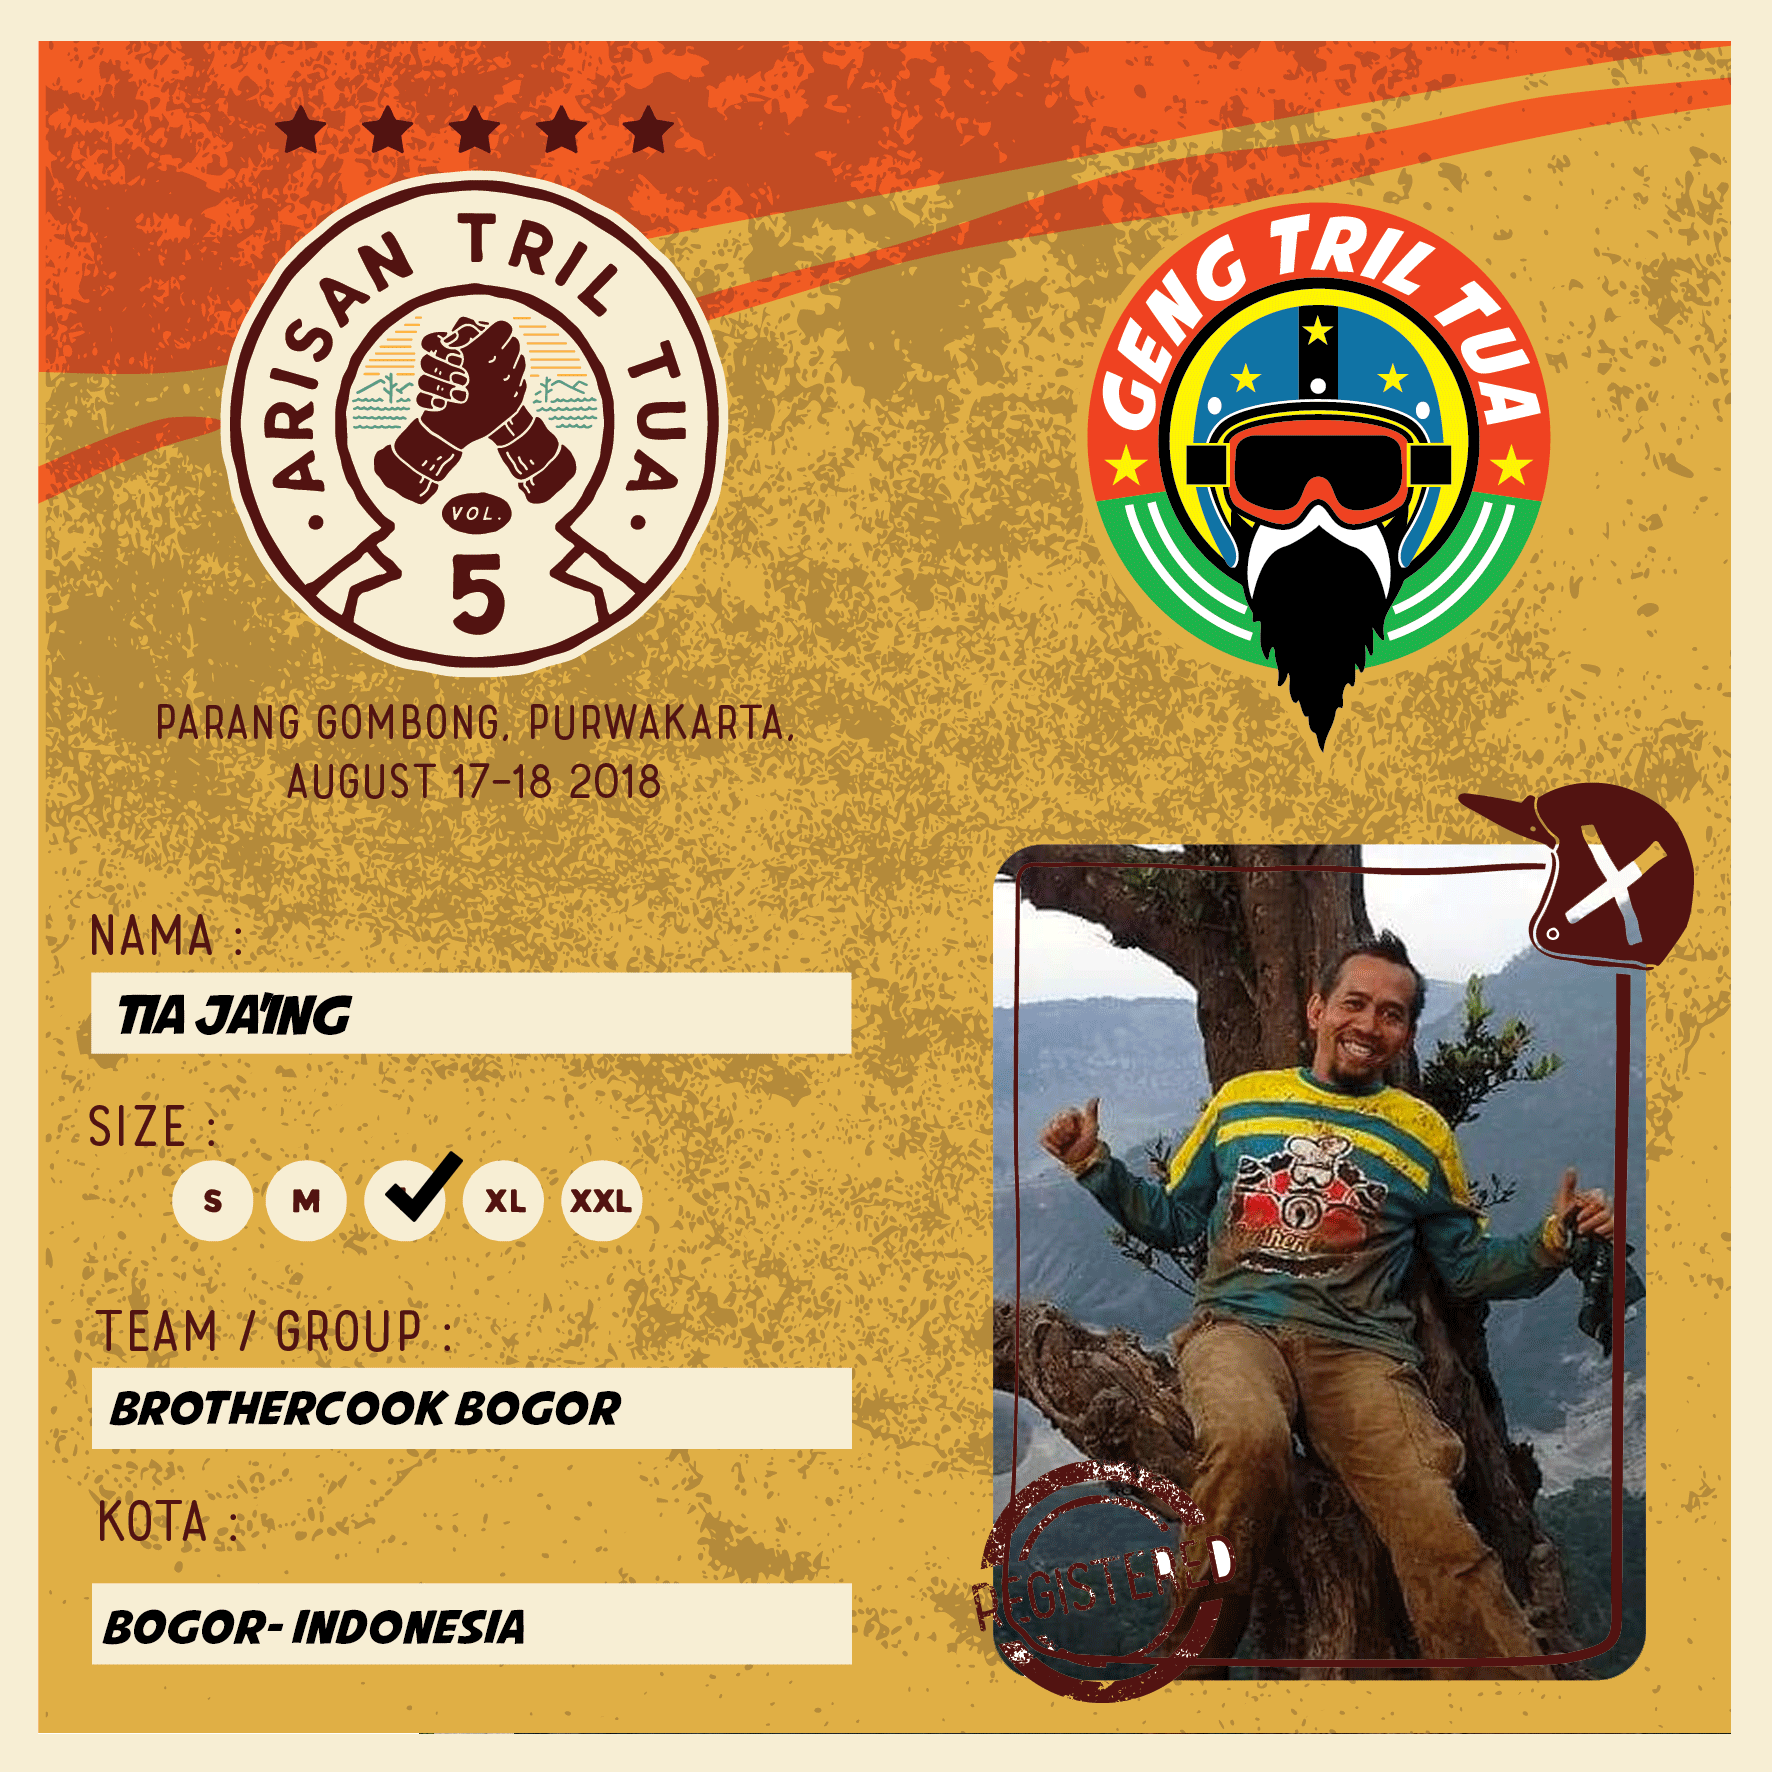 ARISAN TRIL TUA
VOL.
5
PARANG GOMBONG, PURWAKARTA,
AUGUST 17-18 2018
GENG TRIL TUA
NAMA :
TIA JA'ING
SIZE :
S M XL XXL
TEAM / GROUP :
BROTHERCOOK BOGOR
KOTA :
BOGOR- INDONESIA
REGISTERED